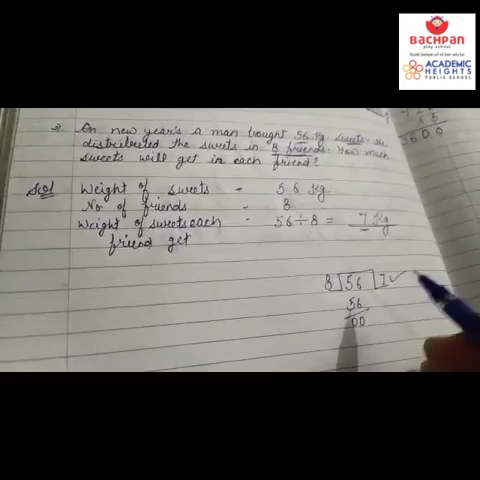 BACHPAN
play school
ACADEMIC
HEIGHTS
PUBLIC SCHOOL
3600
⇒ On new year's a man bought 56 Kg. sweets. He
distributed the sweets in 8 friends. How much
sweets will get in each friend?
Sol Weight of sweets - 56 Kg
No of friends - 8
Weight of sweets each - 56 ÷ 8 = 7 Kg
friend get
8 56 7
56
00